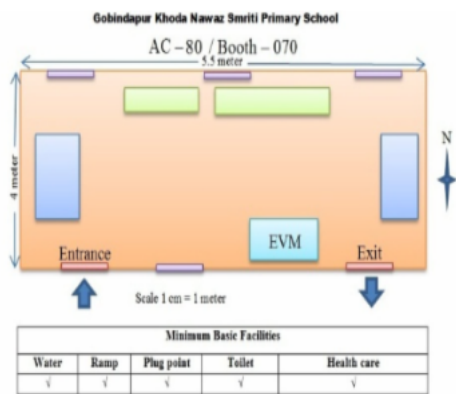 Gobindapur Khoda Nawaz Smriti Primary School
AC – 80 / Booth – 070
5.5 meter
4 meter
N
EVM
Entrance
Exit
Scale 1 cm = 1 meter
Minimum Basic Facilities
Water Ramp Plug point Toilet Health care
√ √ √ √ √